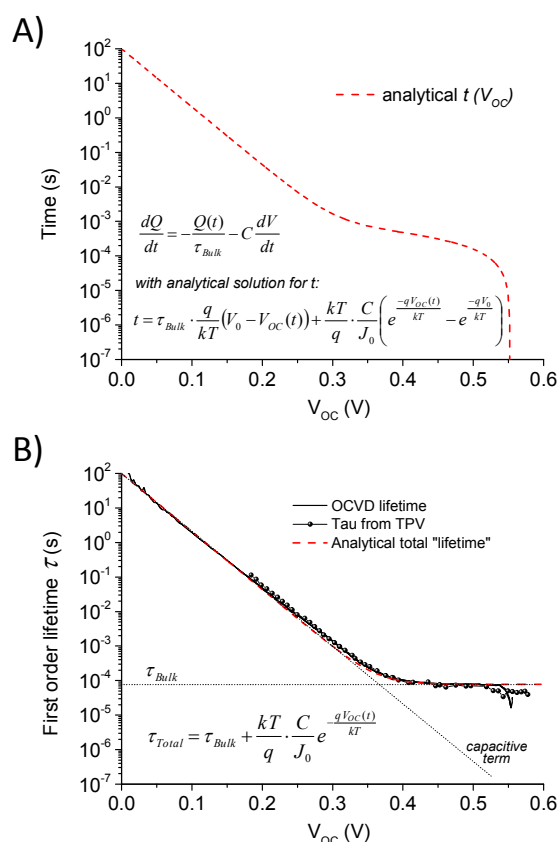 A)
10^2
10^1
10^0
10^-1
10^-2
10^-3
10^-4
10^-5
10^-6
10^-7
Time (s)
analytical t (V_OC)
dQ/dt = -Q(t)/τ_Bulk - C dV/dt
with analytical solution for t:
t = τ_Bulk · q/kT (V_0 - V_OC(t)) + kT/q · C/J_0 (e^(-qV_OC(t)/kT) - e^(-qV_0/kT))
0.0 0.1 0.2 0.3 0.4 0.5 0.6
V_OC (V)
B)
10^2
10^1
10^0
10^-1
10^-2
10^-3
10^-4
10^-5
10^-6
10^-7
First order lifetime τ (s)
OCVD lifetime
Tau from TPV
Analytical total "lifetime"
τ_Bulk
τ_Total = τ_Bulk + kT/q · C/J_0 e^(-qV_OC(t)/kT)
capacitive
term
0.0 0.1 0.2 0.3 0.4 0.5 0.6
V_OC (V)